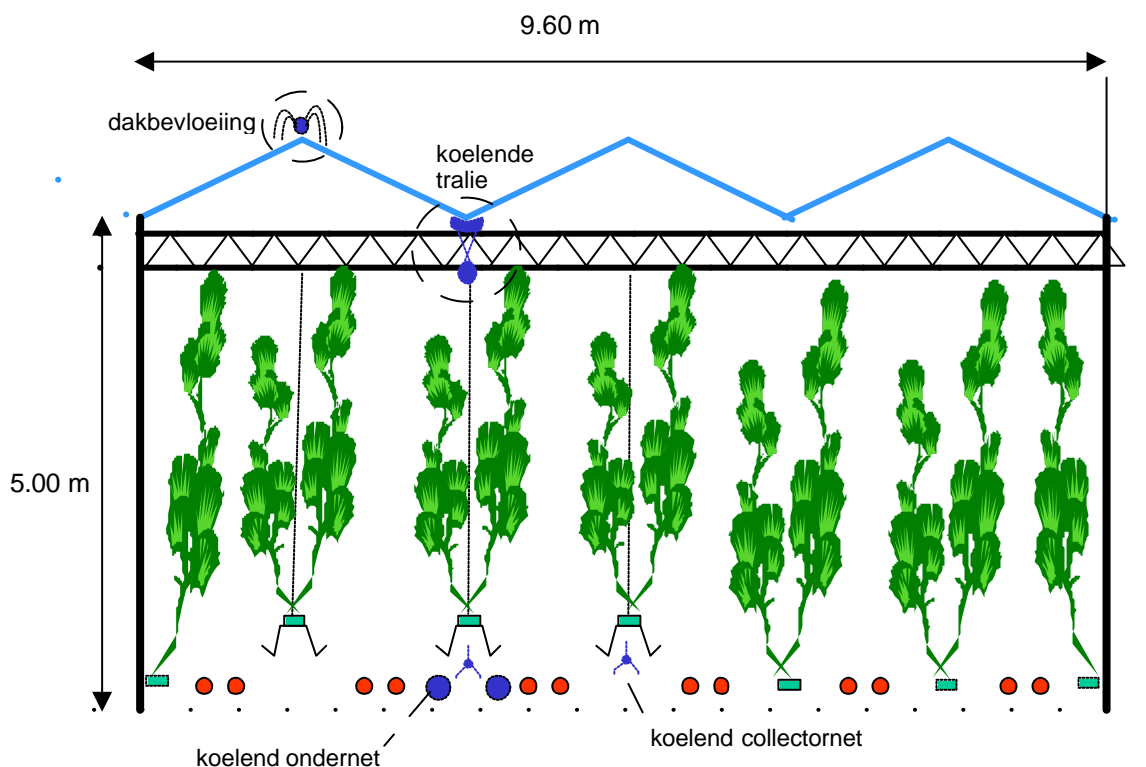 9.60 m
dakbevloeiing
koelende
tralie
5.00 m
koelend ondernet
koelend collectornet